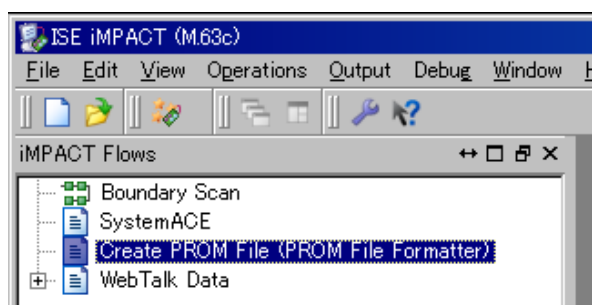 ISE iMPACT (M.63c)
File Edit View Operations Output Debug Window H
iMPACT Flows
Boundary Scan
SystemACE
Create PROM File (PROM File Formatter)
WebTalk Data